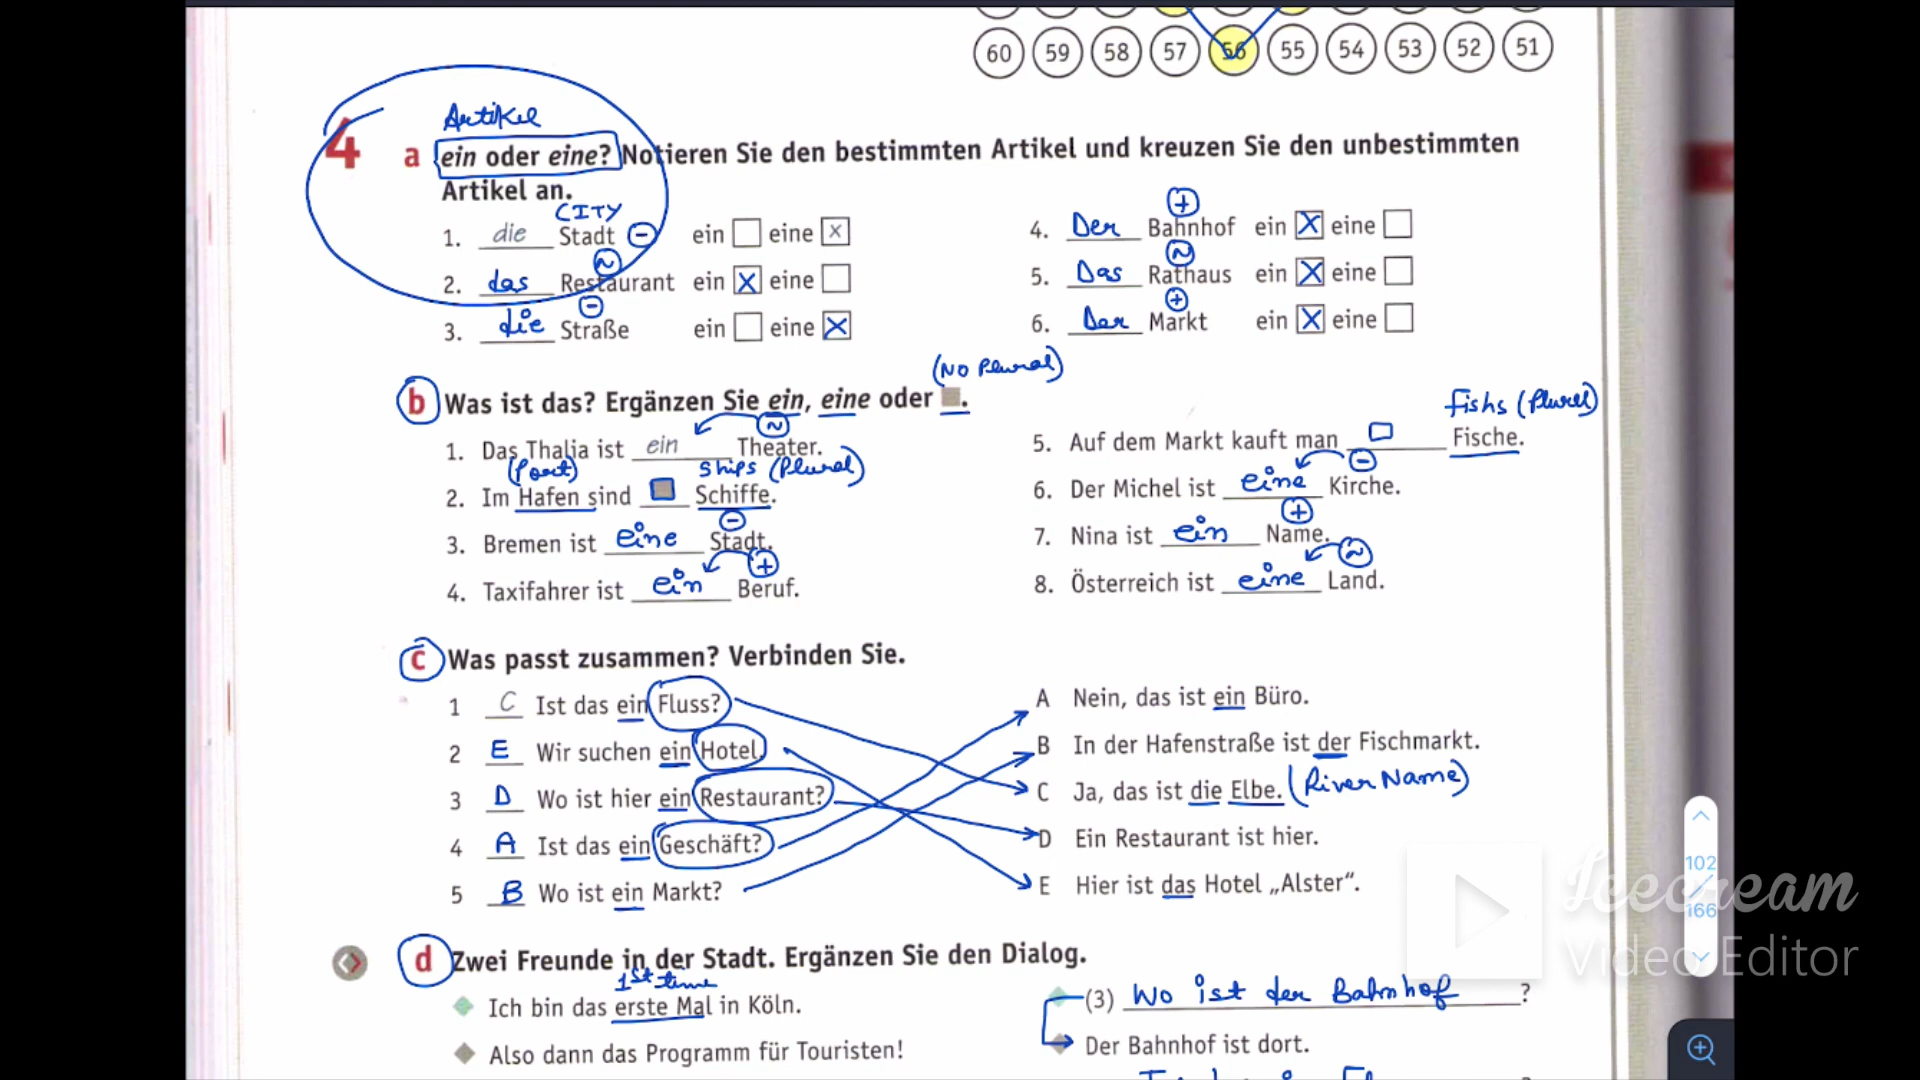 60 59 58 57 56 55 54 53 52 51
Artikel
4 a ein oder eine? Notieren Sie den bestimmten Artikel und kreuzen Sie den unbestimmten
Artikel an.
CITY
1. die Stadt - ein eine x
2. das Restaurant ~ ein X eine
3. die Straße - ein eine X
4. Der Bahnhof + ein X eine
5. Das Rathaus ~ ein X eine
6. Der Markt + ein X eine
(No Plural)
b Was ist das? Ergänzen Sie ein, eine oder ■.
1. Das Thalia ist ein Theater. ~
(Port) ships (Plural)
2. Im Hafen sind Schiffe.
3. Bremen ist eine Stadt. -
4. Taxifahrer ist ein Beruf. +
fishs (Plural)
5. Auf dem Markt kauft man Fische.
6. Der Michel ist eine Kirche. -
7. Nina ist ein Name. +
8. Österreich ist eine Land. ~
c Was passt zusammen? Verbinden Sie.
1 C Ist das ein Fluss?
2 E Wir suchen ein Hotel.
3 D Wo ist hier ein Restaurant?
4 A Ist das ein Geschäft?
5 B Wo ist ein Markt?
A Nein, das ist ein Büro.
B In der Hafenstraße ist der Fischmarkt.
C Ja, das ist die Elbe. (River Name)
D Ein Restaurant ist hier.
E Hier ist das Hotel „Alster“.
d Zwei Freunde in der Stadt. Ergänzen Sie den Dialog.
1st time
Ich bin das erste Mal in Köln.
Also dann das Programm für Touristen!
(3) Wo ist der Bahnhof ?
Der Bahnhof ist dort.
102
166
Icecream
Video Editor